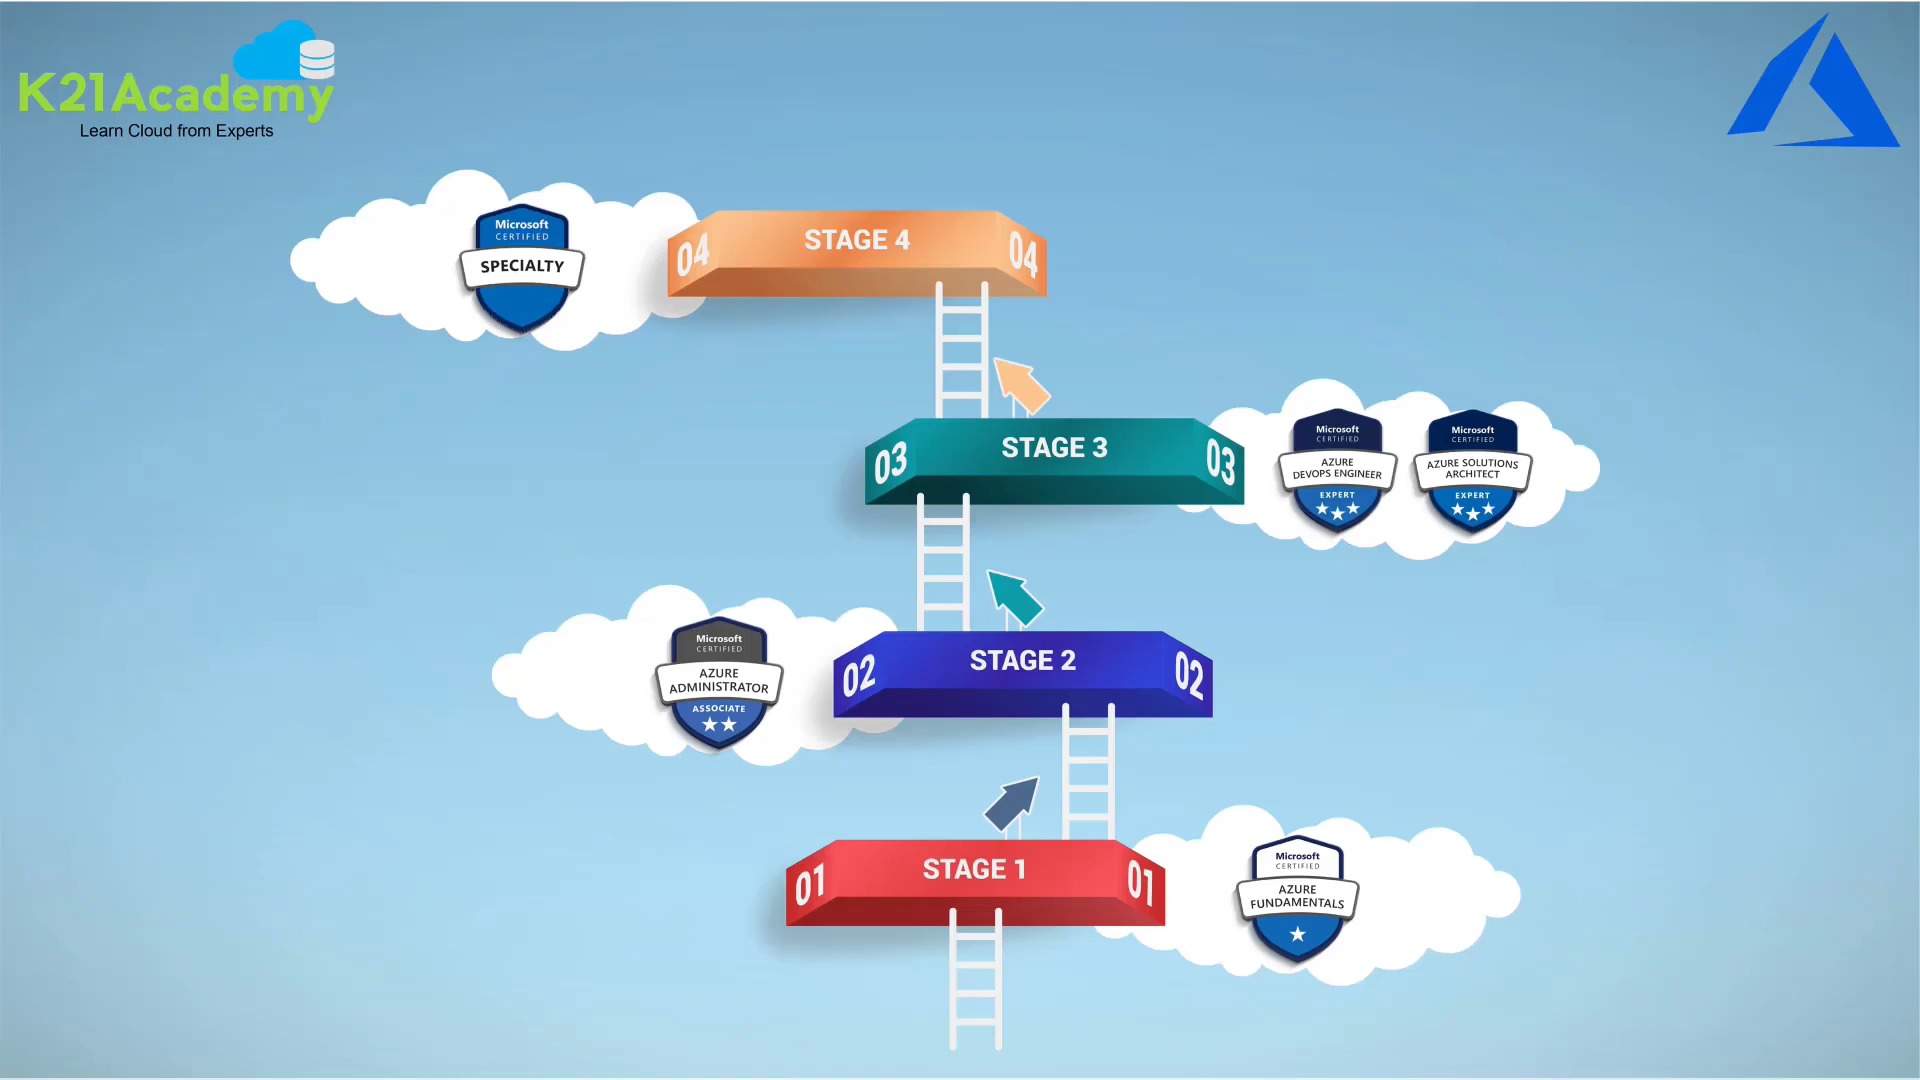 K21Academy
Learn Cloud from Experts
Microsoft
CERTIFIED
SPECIALTY
04
STAGE 4
04
03
STAGE 3
03
Microsoft
CERTIFIED
AZURE
DEVOPS ENGINEER
EXPERT
Microsoft
CERTIFIED
AZURE SOLUTIONS
ARCHITECT
EXPERT
Microsoft
CERTIFIED
AZURE
ADMINISTRATOR
ASSOCIATE
02
STAGE 2
02
01
STAGE 1
01
Microsoft
CERTIFIED
AZURE
FUNDAMENTALS